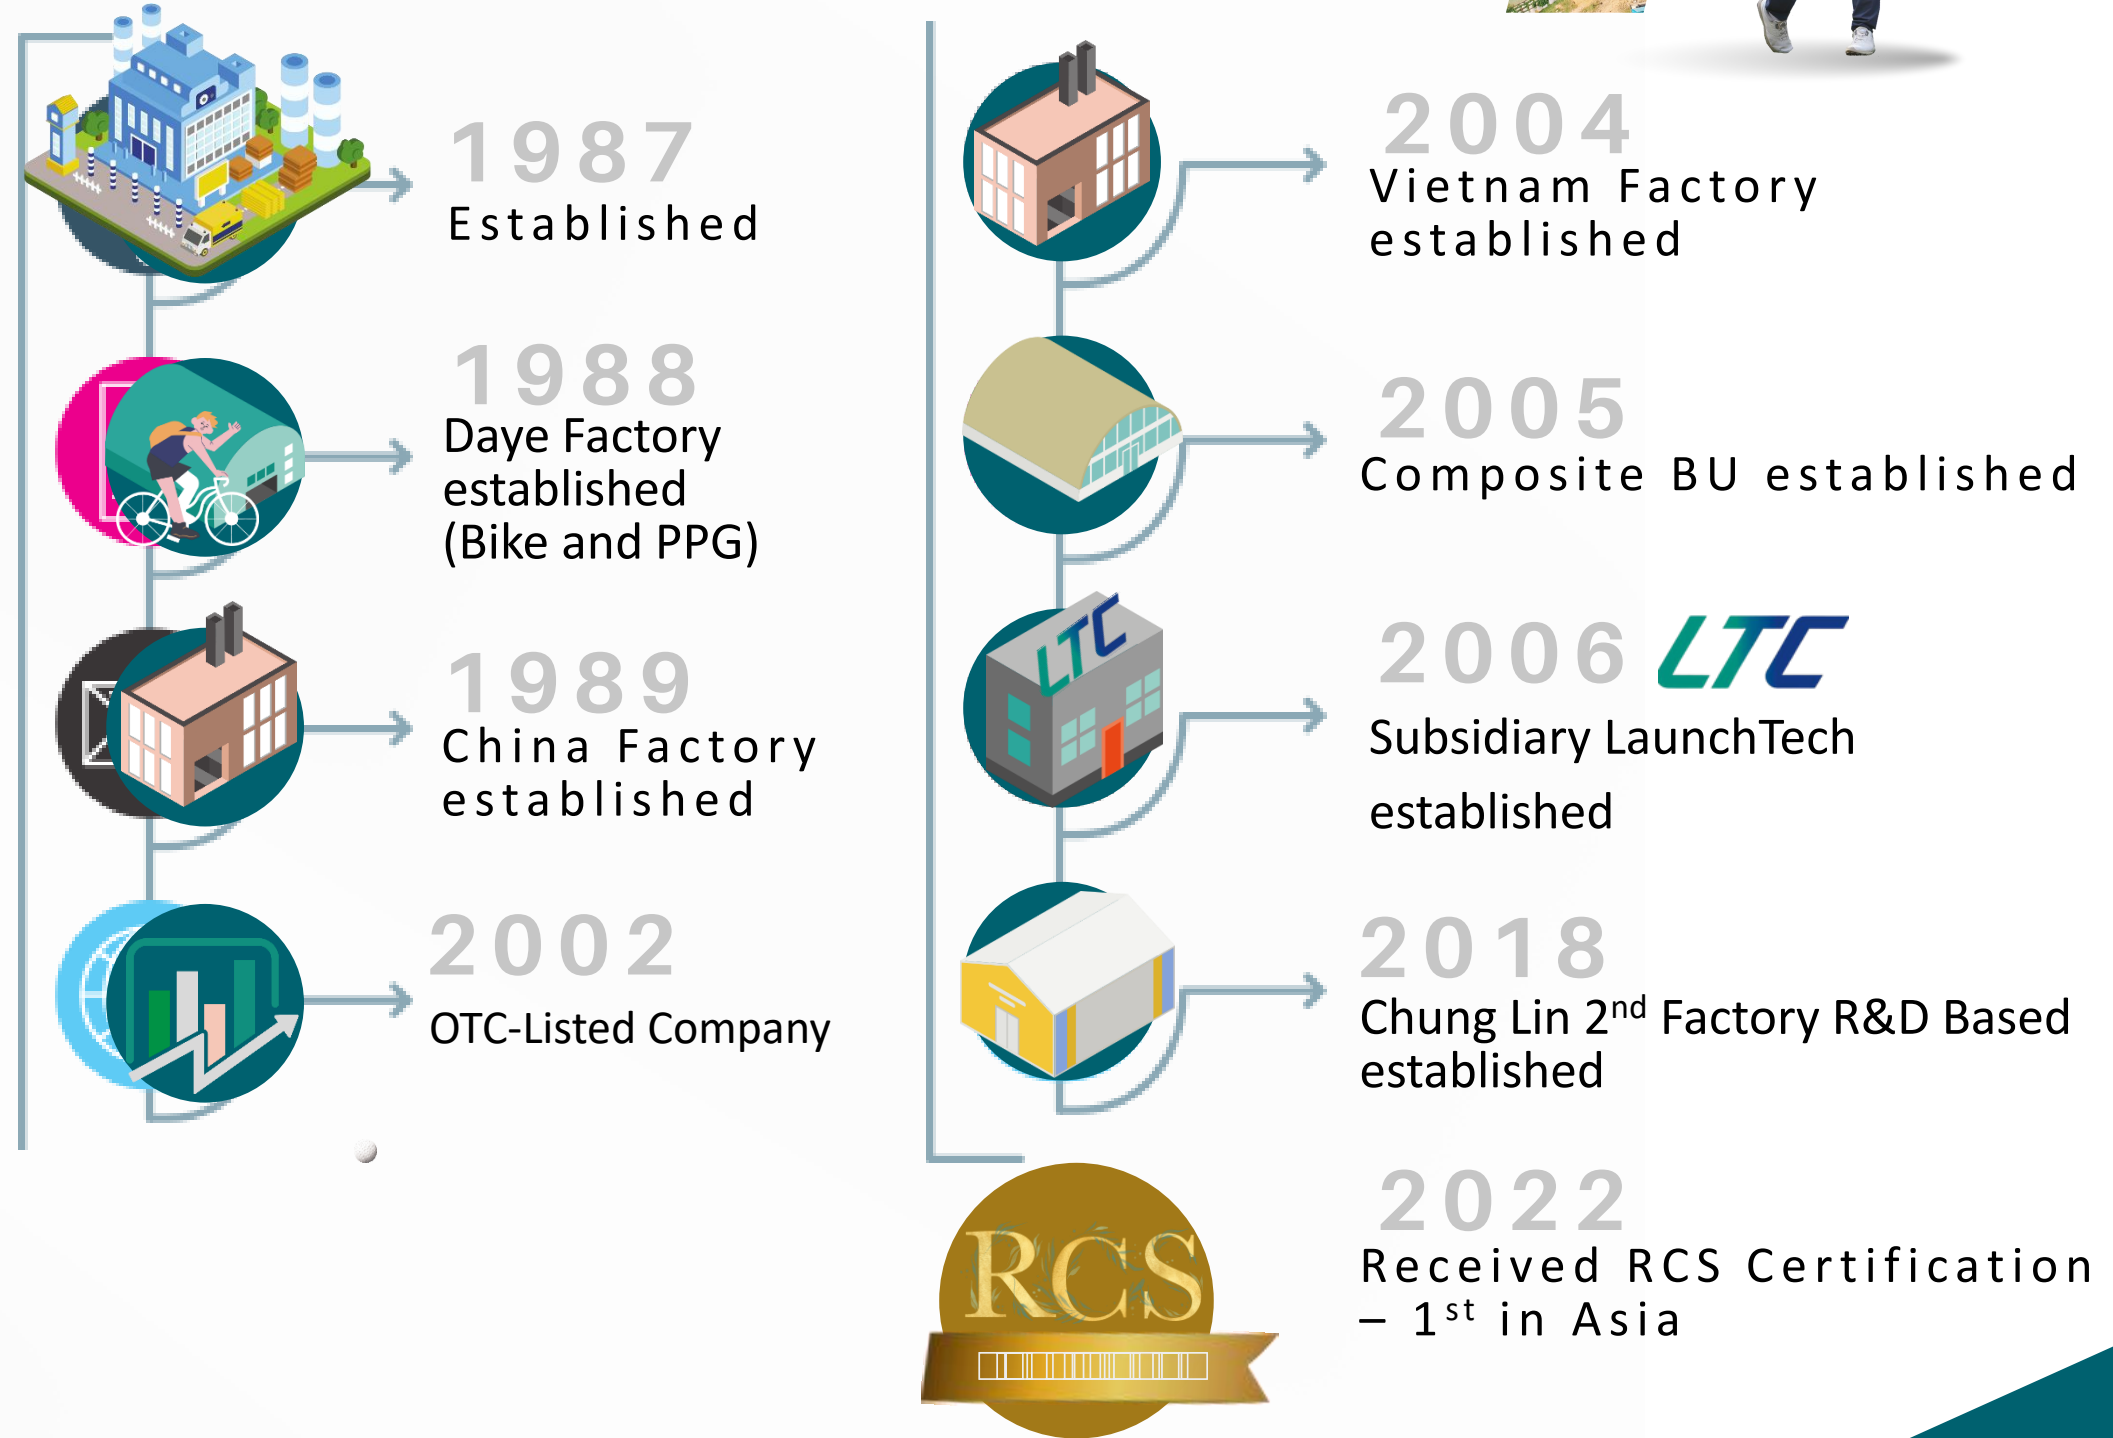 1987
Established
1988
Daye Factory
established
(Bike and PPG)
1989
China Factory
established
2002
OTC-Listed Company
2004
Vietnam Factory
established
2005
Composite BU established
LTC
2006 LTC
Subsidiary LaunchTech
established
2018
Chung Lin 2nd Factory R&D Based
established
RCS
2022
Received RCS Certification
– 1st in Asia